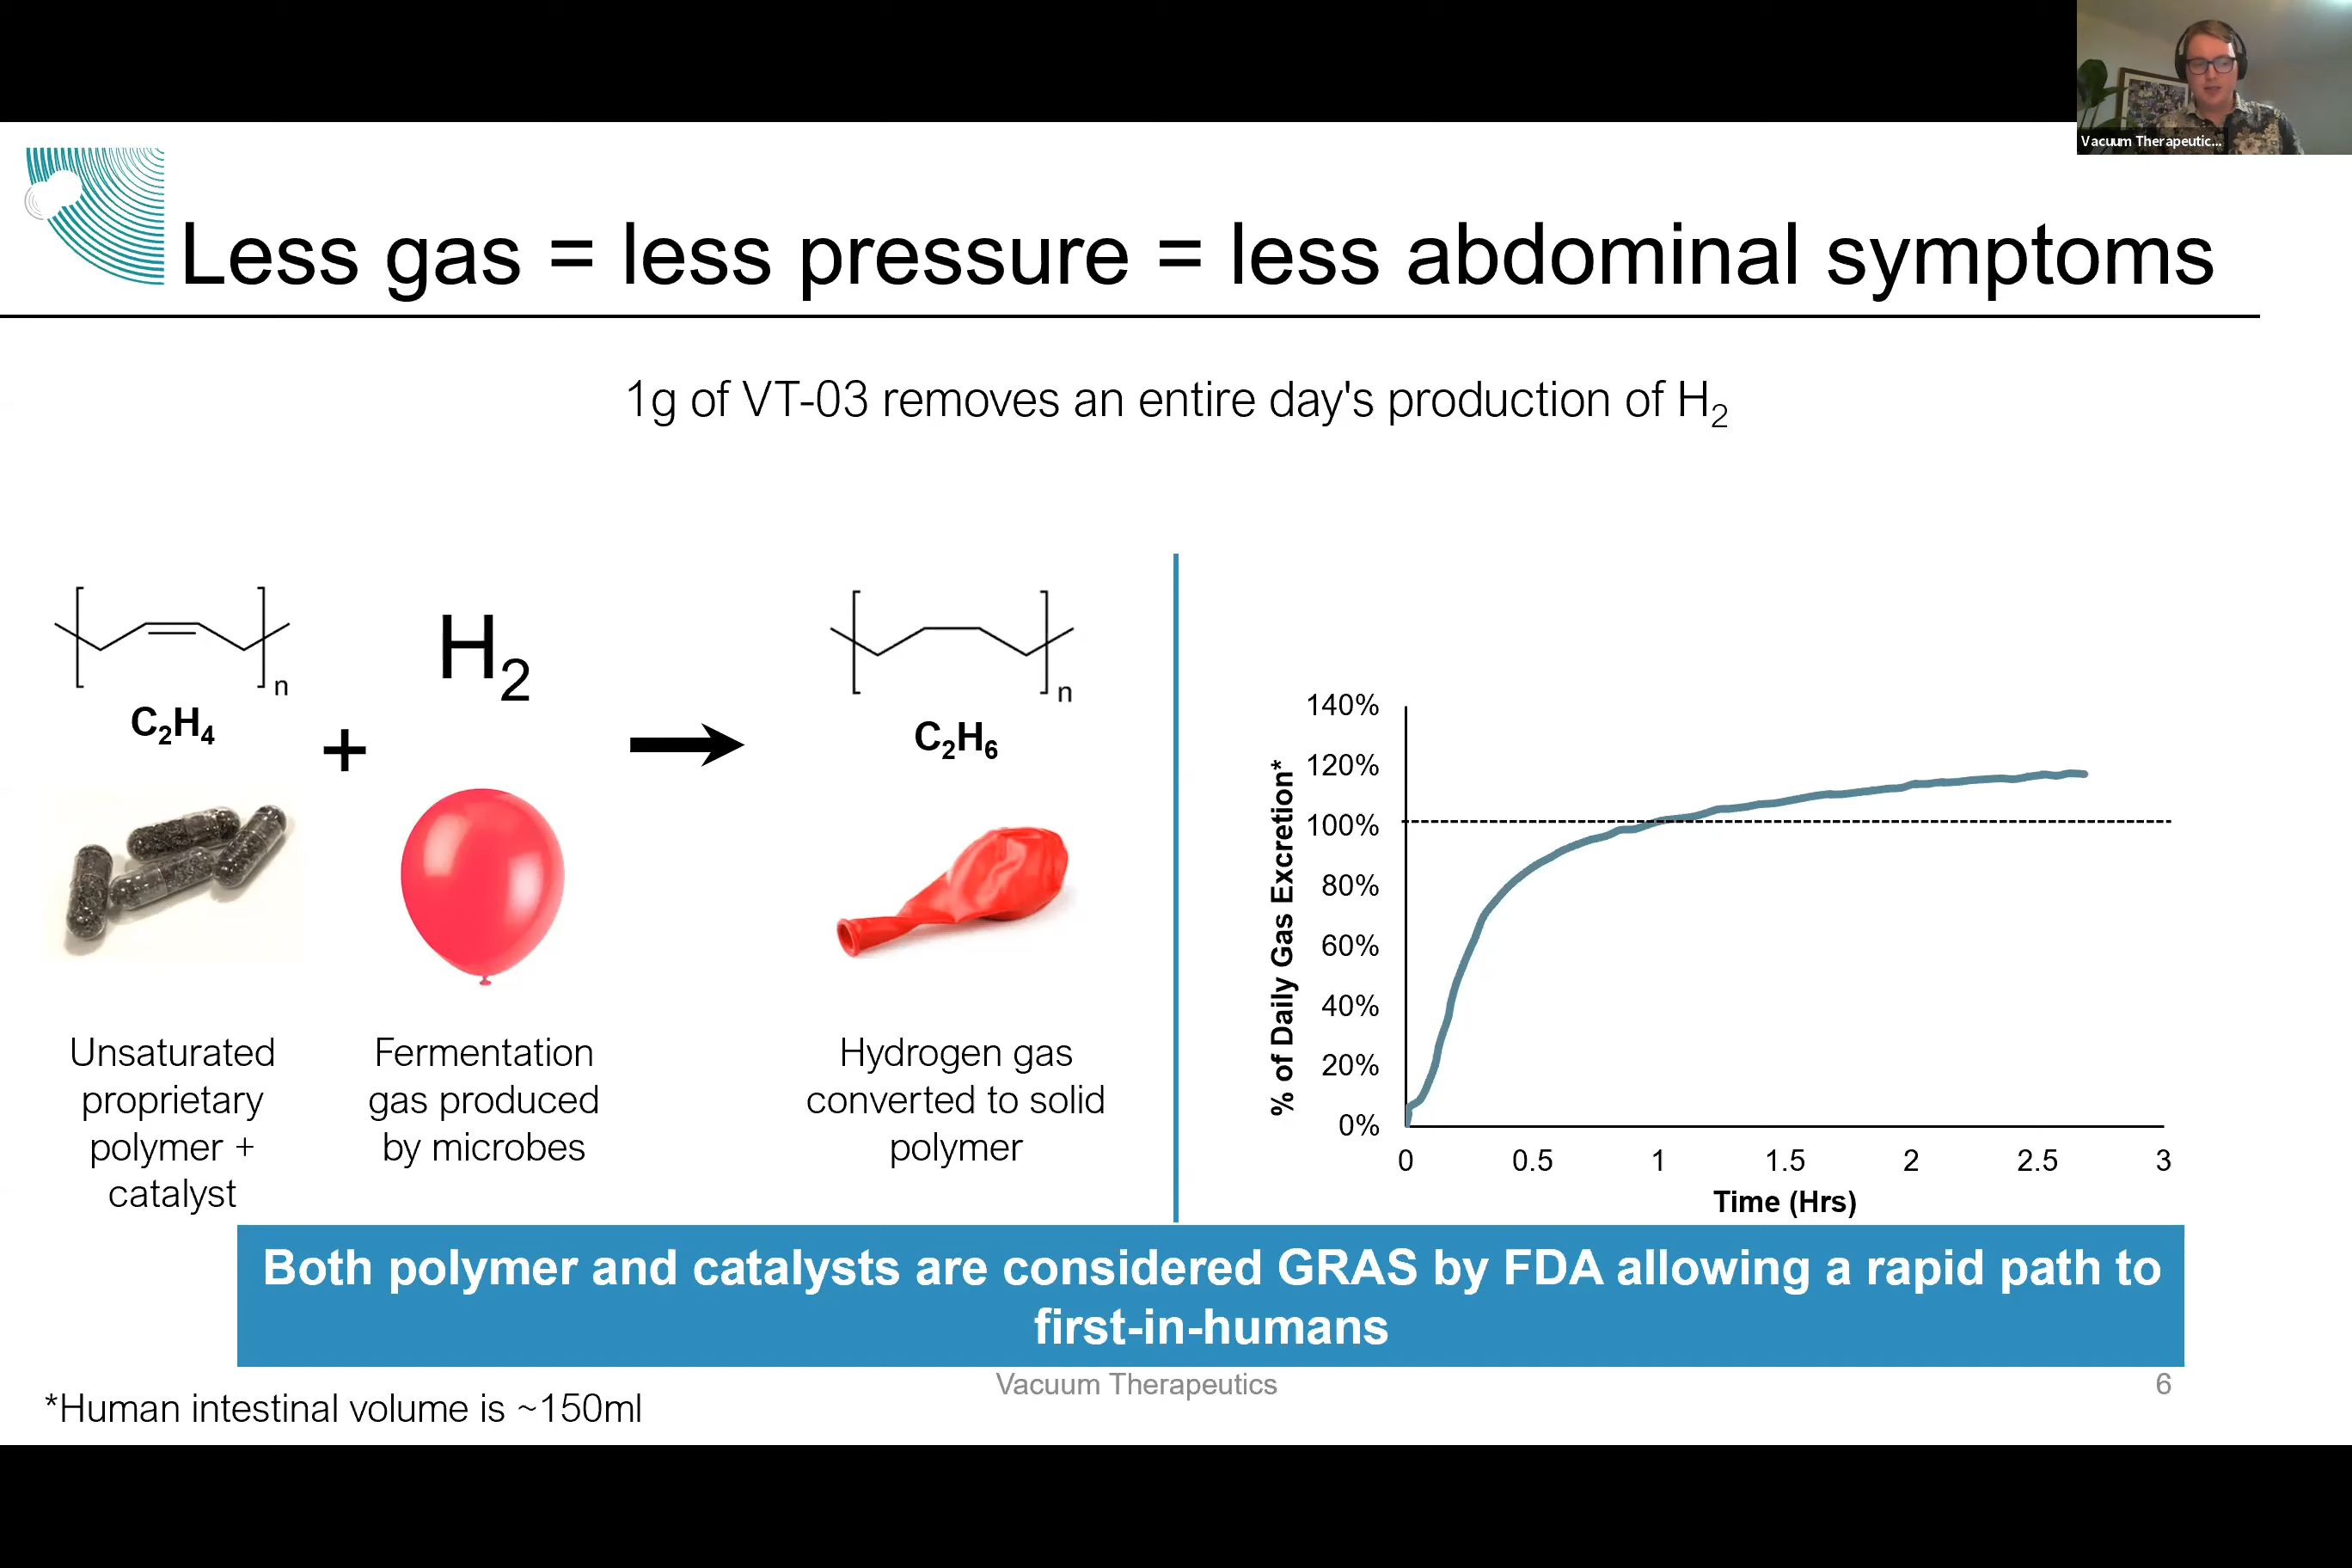 Vacuum Therapeutic...
Less gas = less pressure = less abdominal symptoms
1g of VT-03 removes an entire day's production of H₂
n
C₂H₄
+
H₂
n
C₂H₆
Unsaturated
proprietary
polymer +
catalyst
Fermentation
gas produced
by microbes
Hydrogen gas
converted to solid
polymer
% of Daily Gas Excretion*
140%
120%
100%
80%
60%
40%
20%
0%
0 0.5 1 1.5 2 2.5 3
Time (Hrs)
Both polymer and catalysts are considered GRAS by FDA allowing a rapid path to
first-in-humans
Vacuum Therapeutics
6
*Human intestinal volume is ~150ml